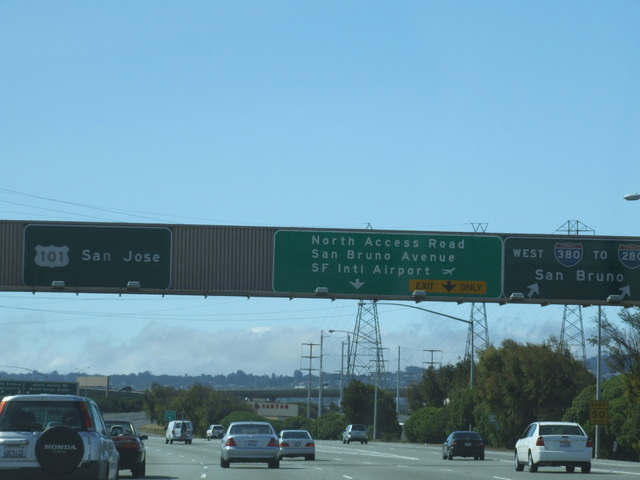 101 San Jose
North Access Road
San Bruno Avenue
SF Intl Airport
EXIT ONLY
WEST 380 TO 280
San Bruno
HONDA